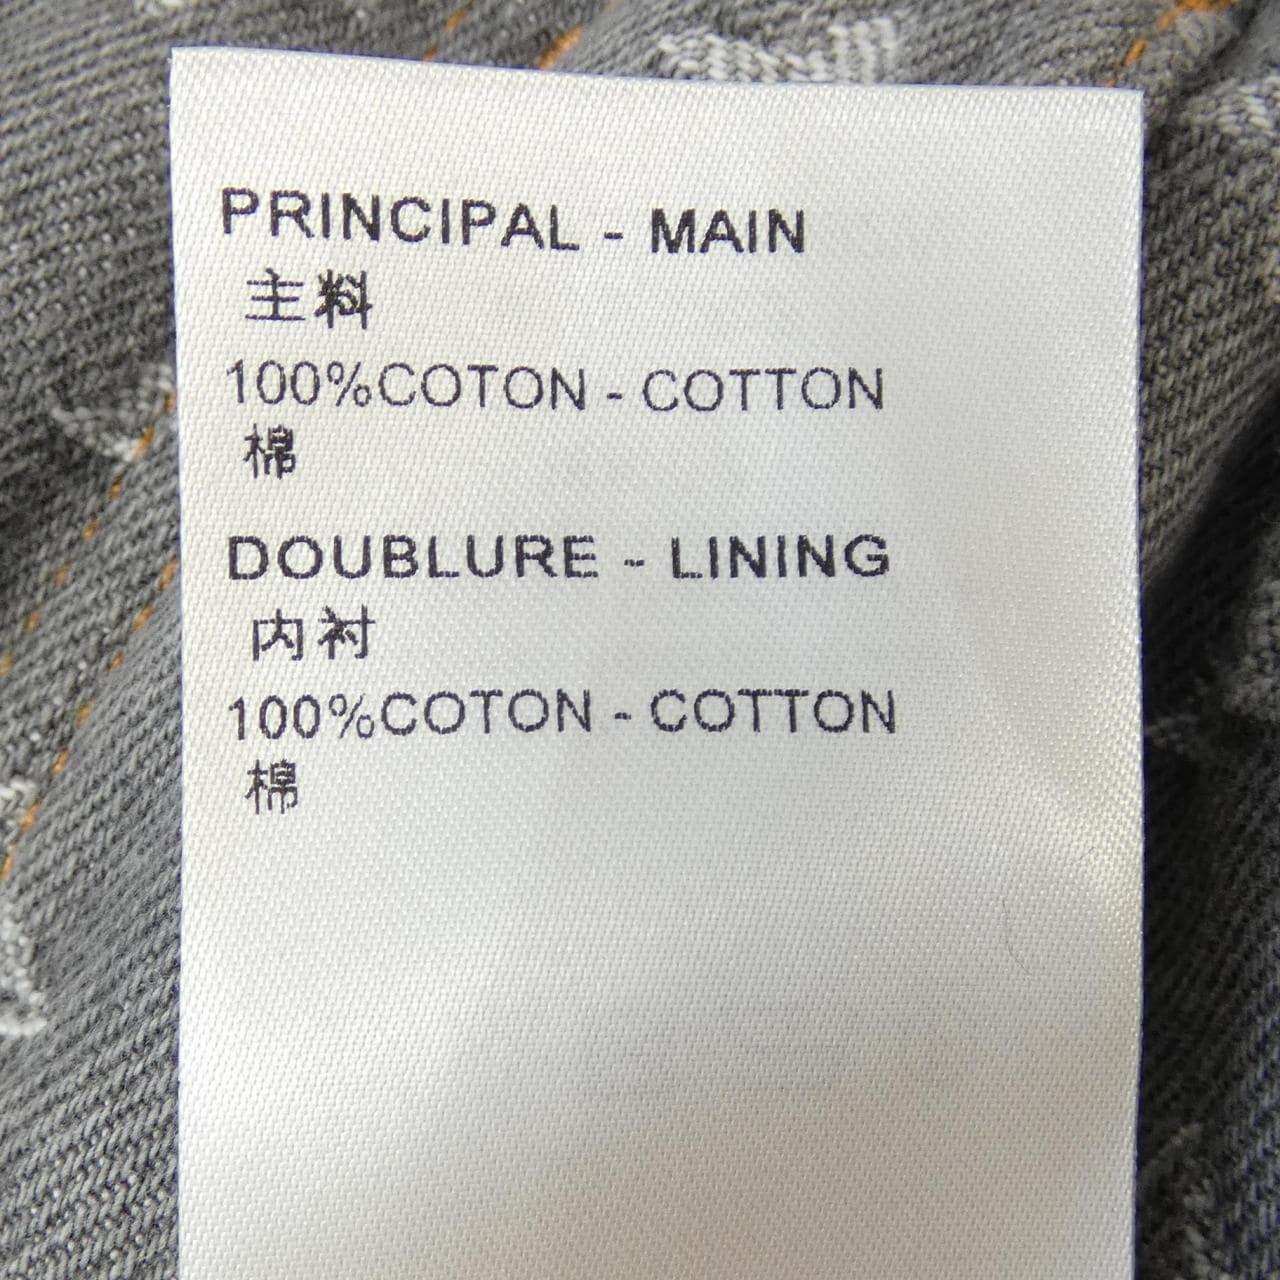 PRINCIPAL - MAIN
主料
100%COTON - COTTON
棉
DOUBLURE - LINING
内衬
100%COTON - COTTON
棉